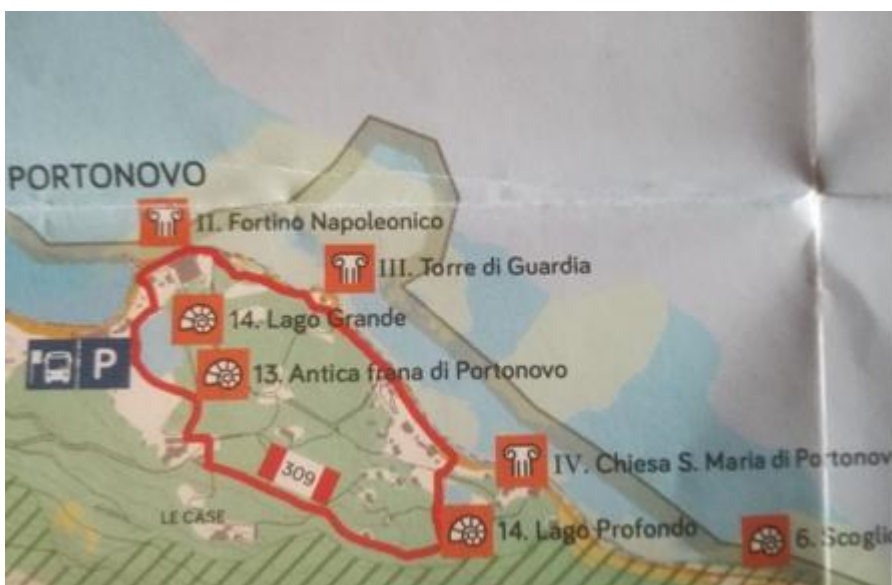 PORTONOVO
II. Fortino Napoleonico
III. Torre di Guardia
14. Lago Grande
P
13. Antica frana di Portonovo
IV. Chiesa S. Maria di Portonov
309
LE CASE
14. Lago Profondo
6. Scoglio